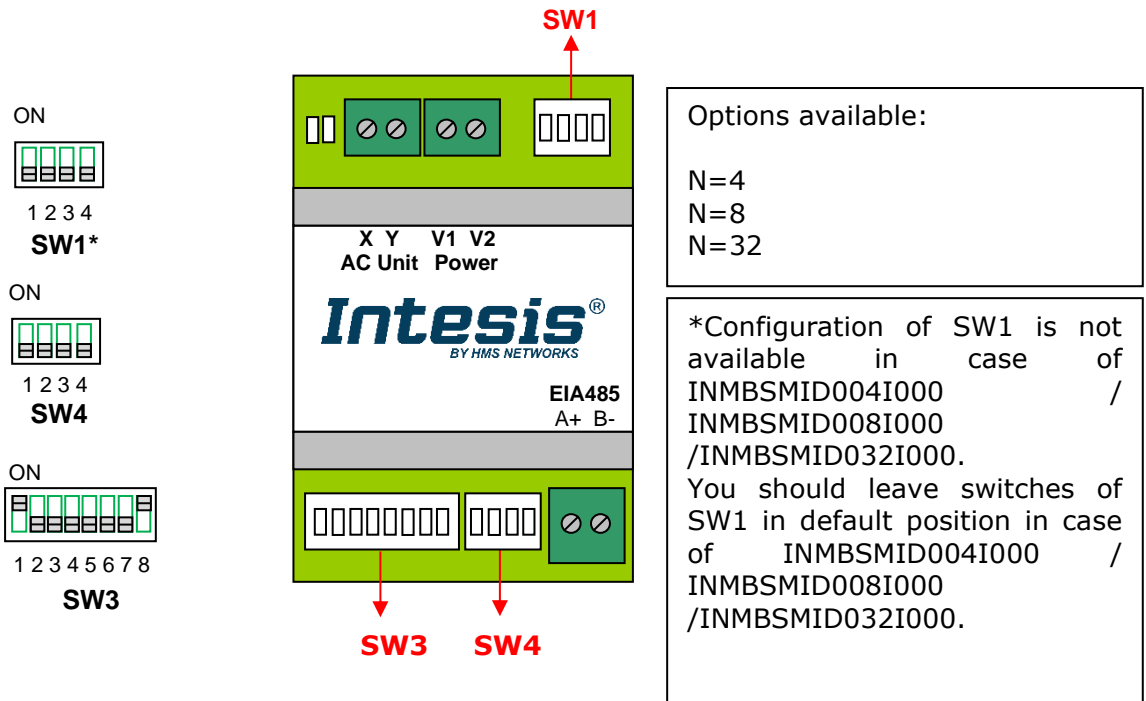 SW1
ON
1 2 3 4
SW1*
ON
1 2 3 4
SW4
ON
1 2 3 4 5 6 7 8
SW3
X Y V1 V2
AC Unit Power
Intesis®
BY HMS NETWORKS
EIA485
A+ B-
SW3 SW4
Options available:
N=4
N=8
N=32
*Configuration of SW1 is not
available in case of
INMBSMID004I000 /
INMBSMID008I000
/INMBSMID032I000.
You should leave switches of
SW1 in default position in case
of INMBSMID004I000 /
INMBSMID008I000
/INMBSMID032I000.